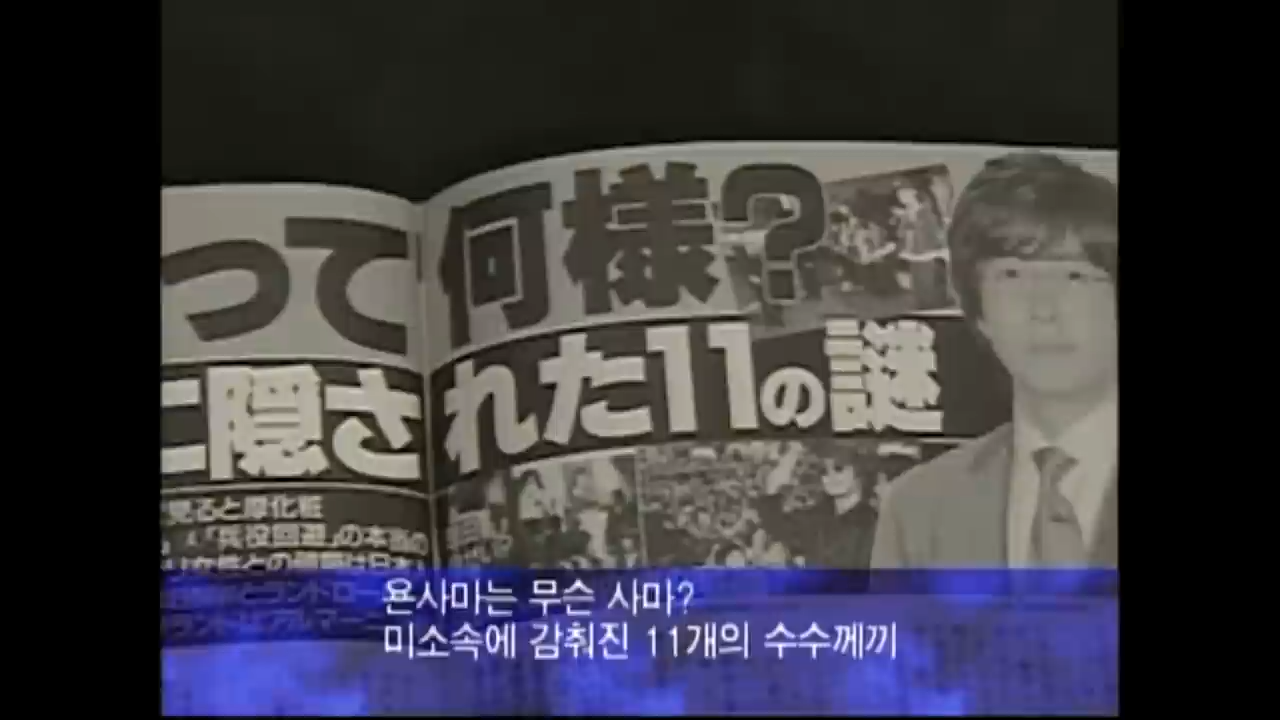 って何様?
に隠された11の謎
見ると厚化粧
「兵役回避」の本当の
욘사마는 무슨 사마?
미소속에 감춰진 11개의 수수께끼